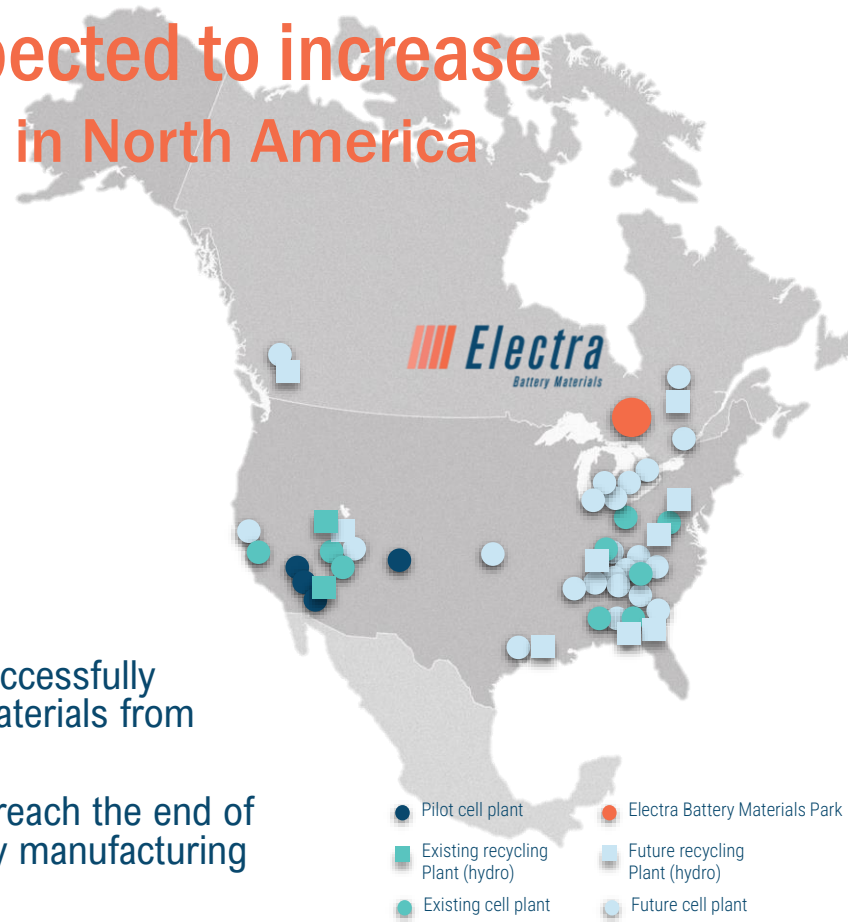 pected to increase
in North America
Electra
Battery Materials
ccessfully
aterials from
reach the end of
y manufacturing
Pilot cell plant
Electra Battery Materials Park
Existing recycling
Plant (hydro)
Future recycling
Plant (hydro)
Existing cell plant
Future cell plant